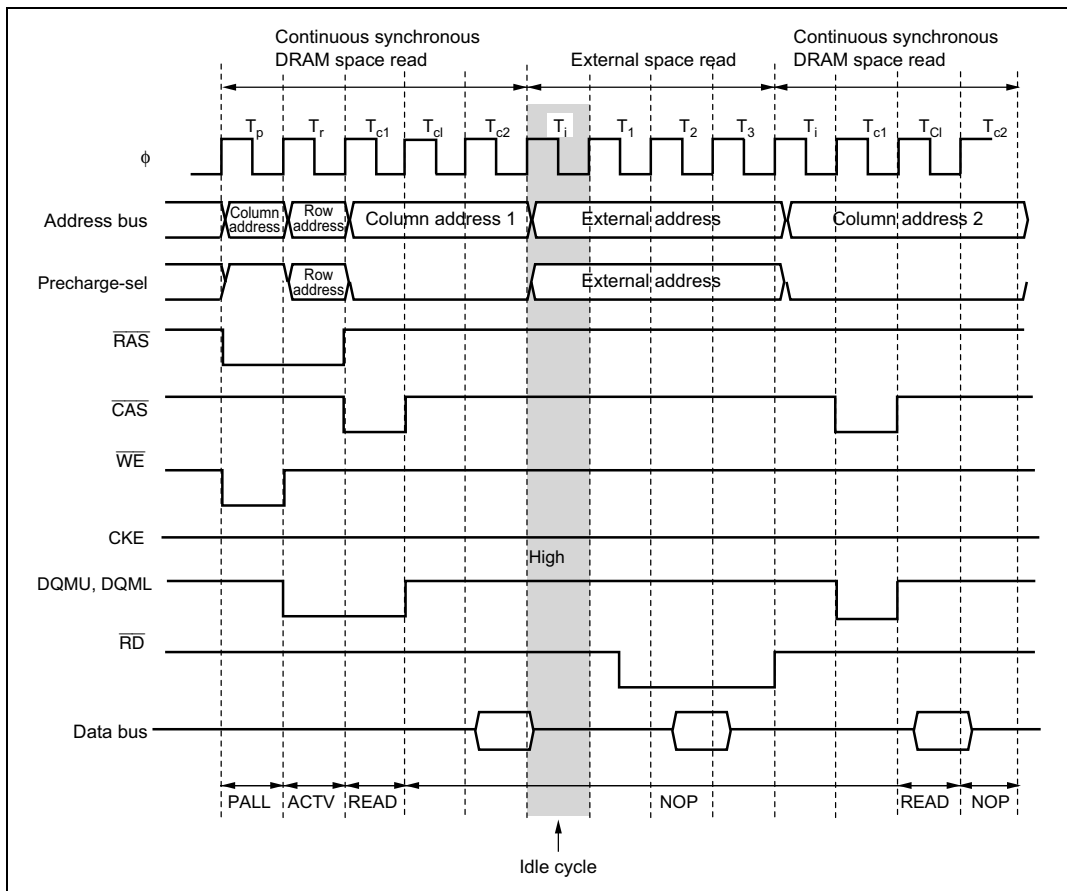 Continuous synchronous
DRAM space read
External space read
Continuous synchronous
DRAM space read
Tp Tr Tc1 Tcl Tc2 Ti T1 T2 T3 Ti Tc1 TCl Tc2
ϕ
Address bus
Column address
Row address
Column address 1
External address
Column address 2
Precharge-sel
Row address
External address
RAS
CAS
WE
CKE
High
DQMU, DQML
RD
Data bus
PALL ACTV READ NOP READ NOP
Idle cycle